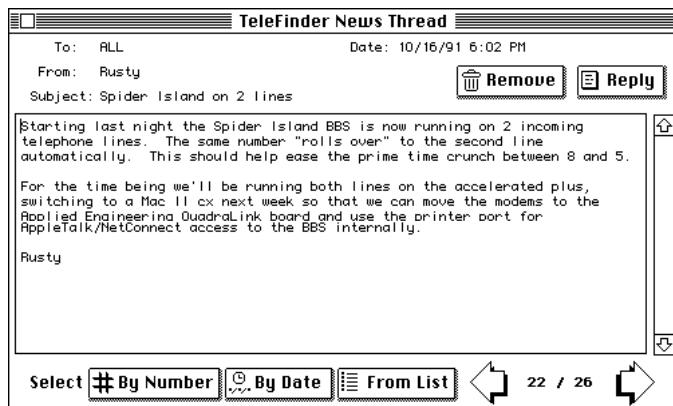 TeleFinder News Thread
To: ALL Date: 10/16/91 6:02 PM
From: Rusty
Remove Reply
Subject: Spider Island on 2 lines
Starting last night the Spider Island BBS is now running on 2 incoming
telephone lines. The same number "rolls over" to the second line
automatically. This should help ease the prime time crunch between 8 and 5.
For the time being we'll be running both lines on the accelerated plus,
switching to a Mac II cx next week so that we can move the modems to the
Applied Engineering QuadraLink board and use the printer port for
AppleTalk/NetConnect access to the BBS internally.
Rusty
Select # By Number By Date From List 22 / 26